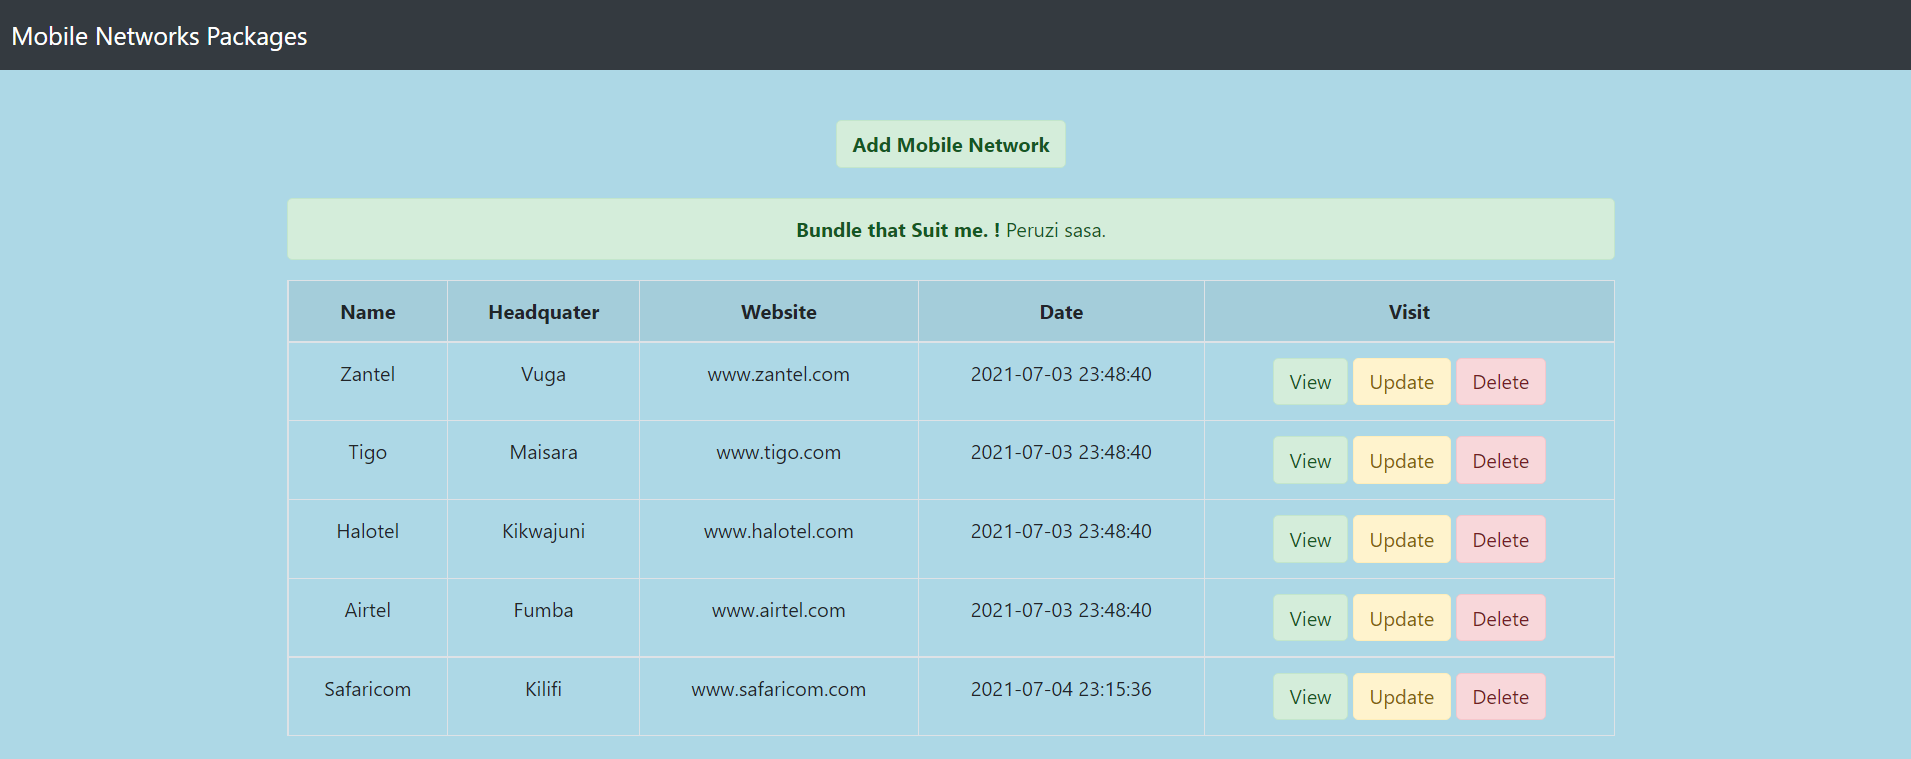 Mobile Networks Packages
Add Mobile Network
Bundle that Suit me. ! Peruzi sasa.
Name Headquater Website Date Visit
Zantel Vuga www.zantel.com 2021-07-03 23:48:40 View Update Delete
Tigo Maisara www.tigo.com 2021-07-03 23:48:40 View Update Delete
Halotel Kikwajuni www.halotel.com 2021-07-03 23:48:40 View Update Delete
Airtel Fumba www.airtel.com 2021-07-03 23:48:40 View Update Delete
Safaricom Kilifi www.safaricom.com 2021-07-04 23:15:36 View Update Delete